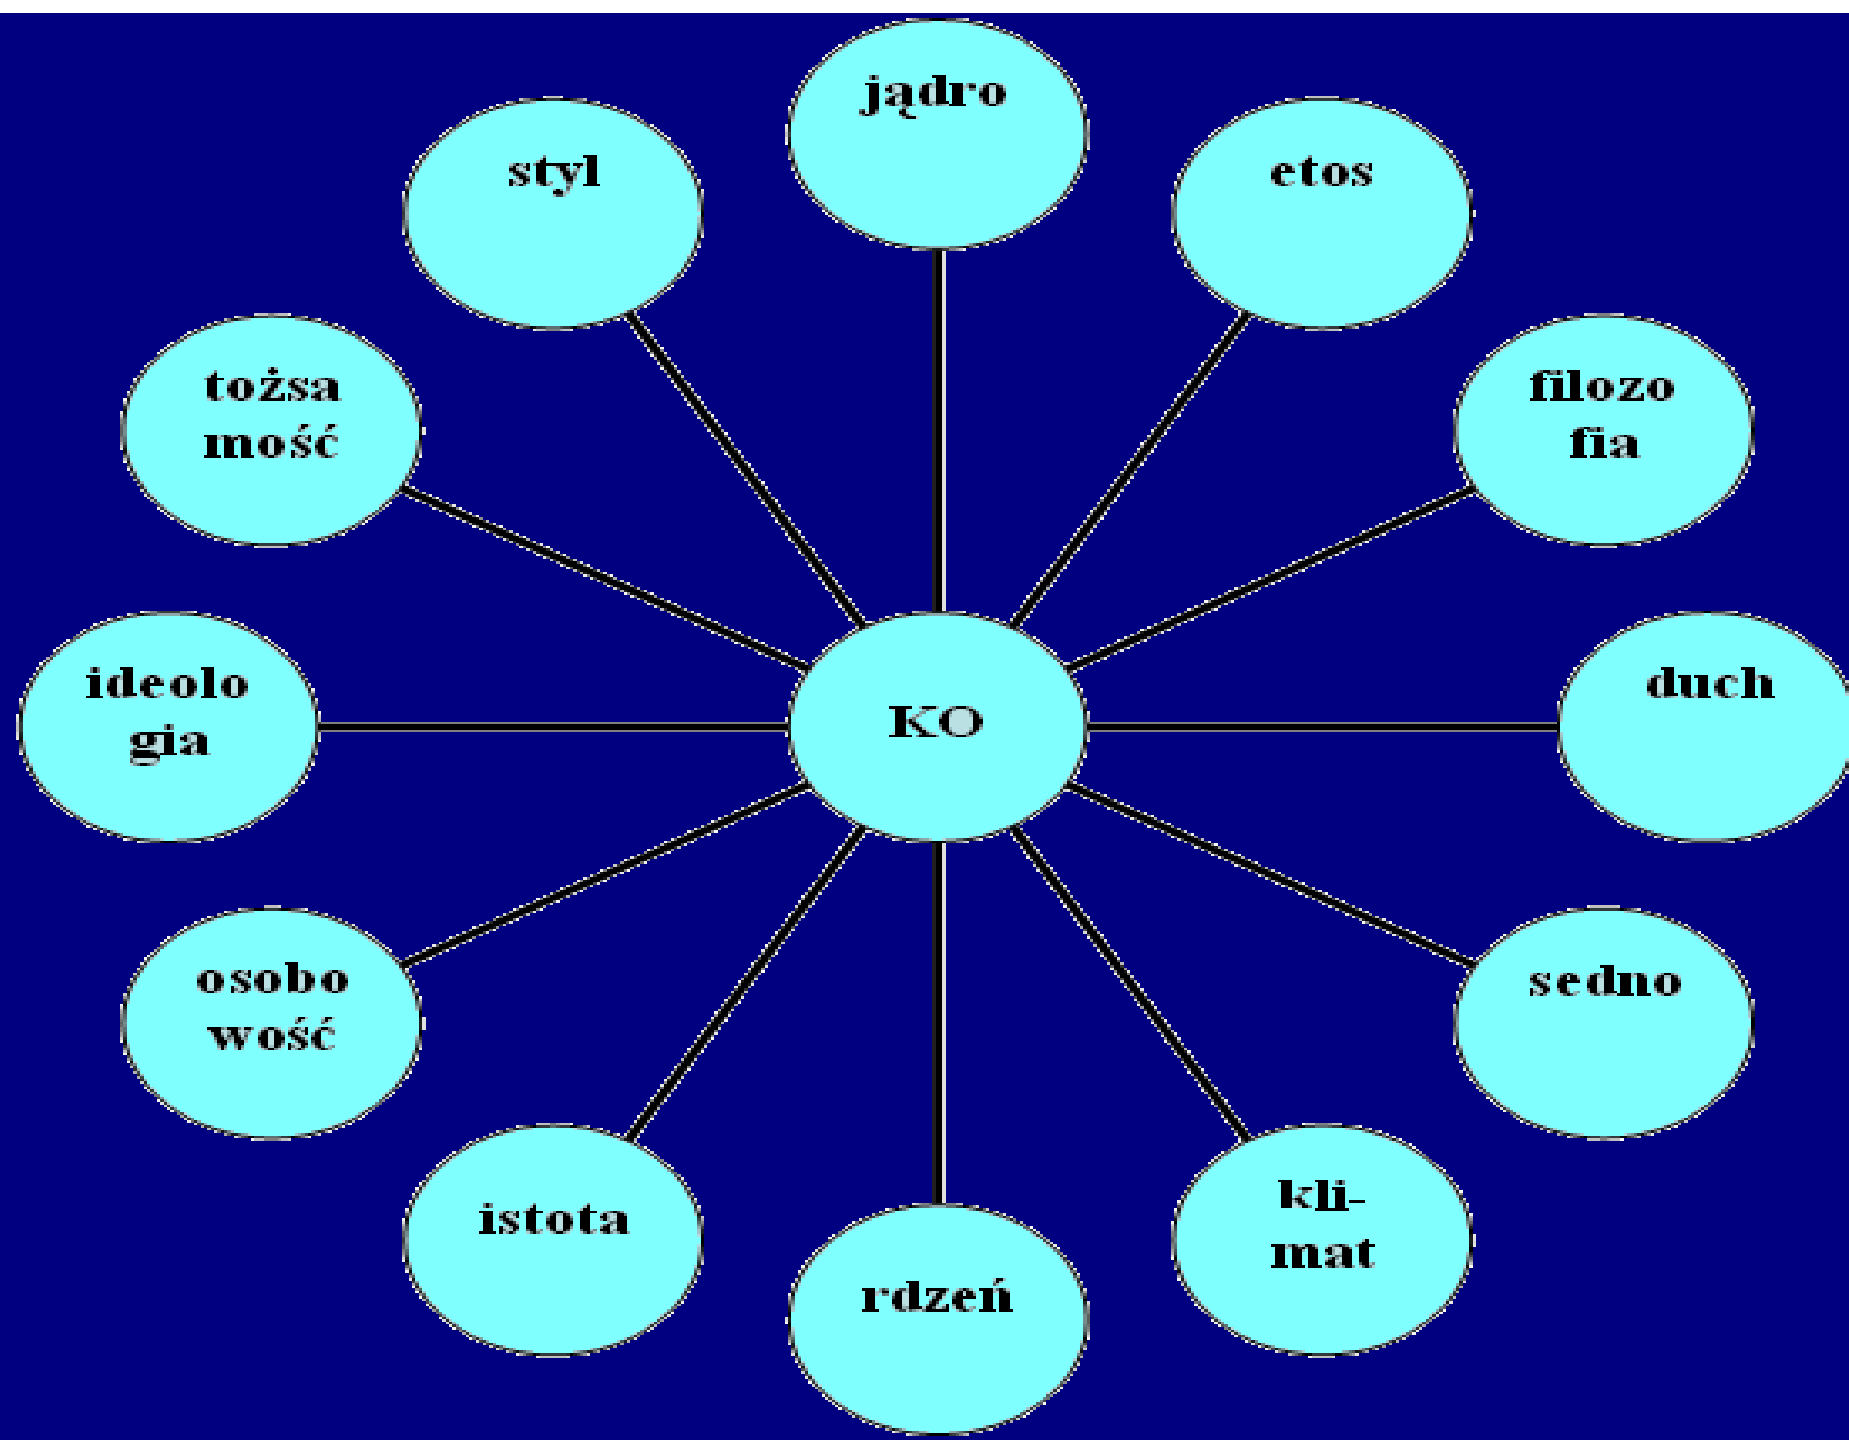 jądro
styl
etos
tożsa
mość
filozo
fia
ideolo
gia
KO
duch
osobo
wość
sedno
istota
kli-
mat
rdzeń